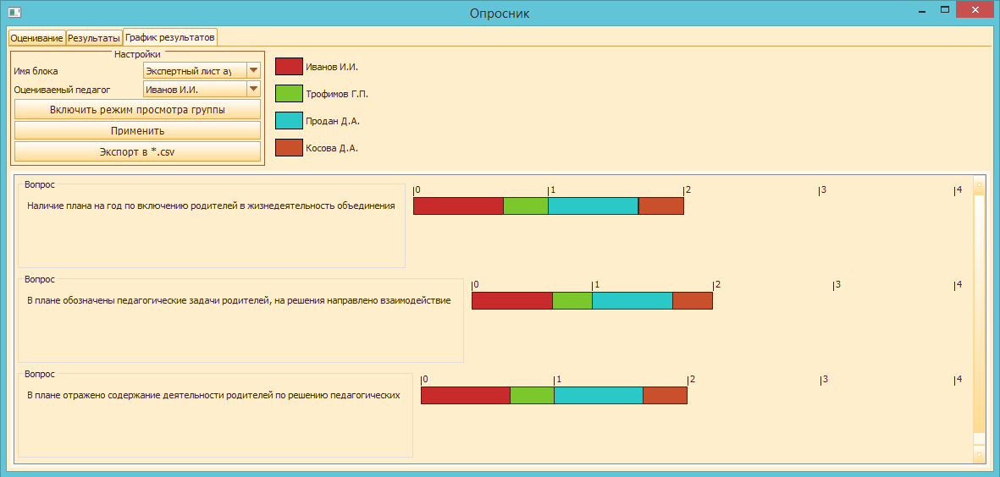 Опросник
Оценивание Результаты График результатов
Настройки
Имя блока Экспертный лист ау
Оцениваемый педагог Иванов И.И.
Включить режим просмотра группы
Применить
Экспорт в *.csv
Иванов И.И.
Трофимов Г.П.
Продан Д.А.
Косова Д.А.
Вопрос
Наличие плана на год по включению родителей в жизнедеятельность объединения
0 1 2 3 4
Вопрос
В плане обозначены педагогические задачи родителей, на решения направлено взаимодействие
0 1 2 3 4
Вопрос
В плане отражено содержание деятельности родителей по решению педагогических
0 1 2 3 4